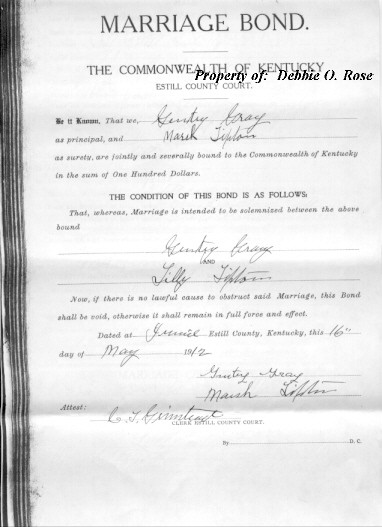 MARRIAGE BOND.
THE COMMONWEALTH OF KENTUCKY
Property of: Debbie O. Rose
ESTILL COUNTY COURT.
Be it Known, That we, Gentry Gray
as principal, and Marsh Tipton
as surety, are jointly and severally bound to the Commonwealth of Kentucky
in the sum of One Hundred Dollars.
THE CONDITION OF THIS BOND IS AS FOLLOWS:
That, whereas, Marriage is intended to be solemnized between the above
bound
Gentry Gray
AND
Lilly Tipton
Now, if there is no lawful cause to obstruct said Marriage, this Bond
shall be void, otherwise it shall remain in full force and effect.
Dated at Irvine Estill County, Kentucky, this 16"
day of May 1912
Gentry Gray
Marsh Tipton
Attest:
C T
CLERK ESTILL COUNTY COURT.
By D. C.